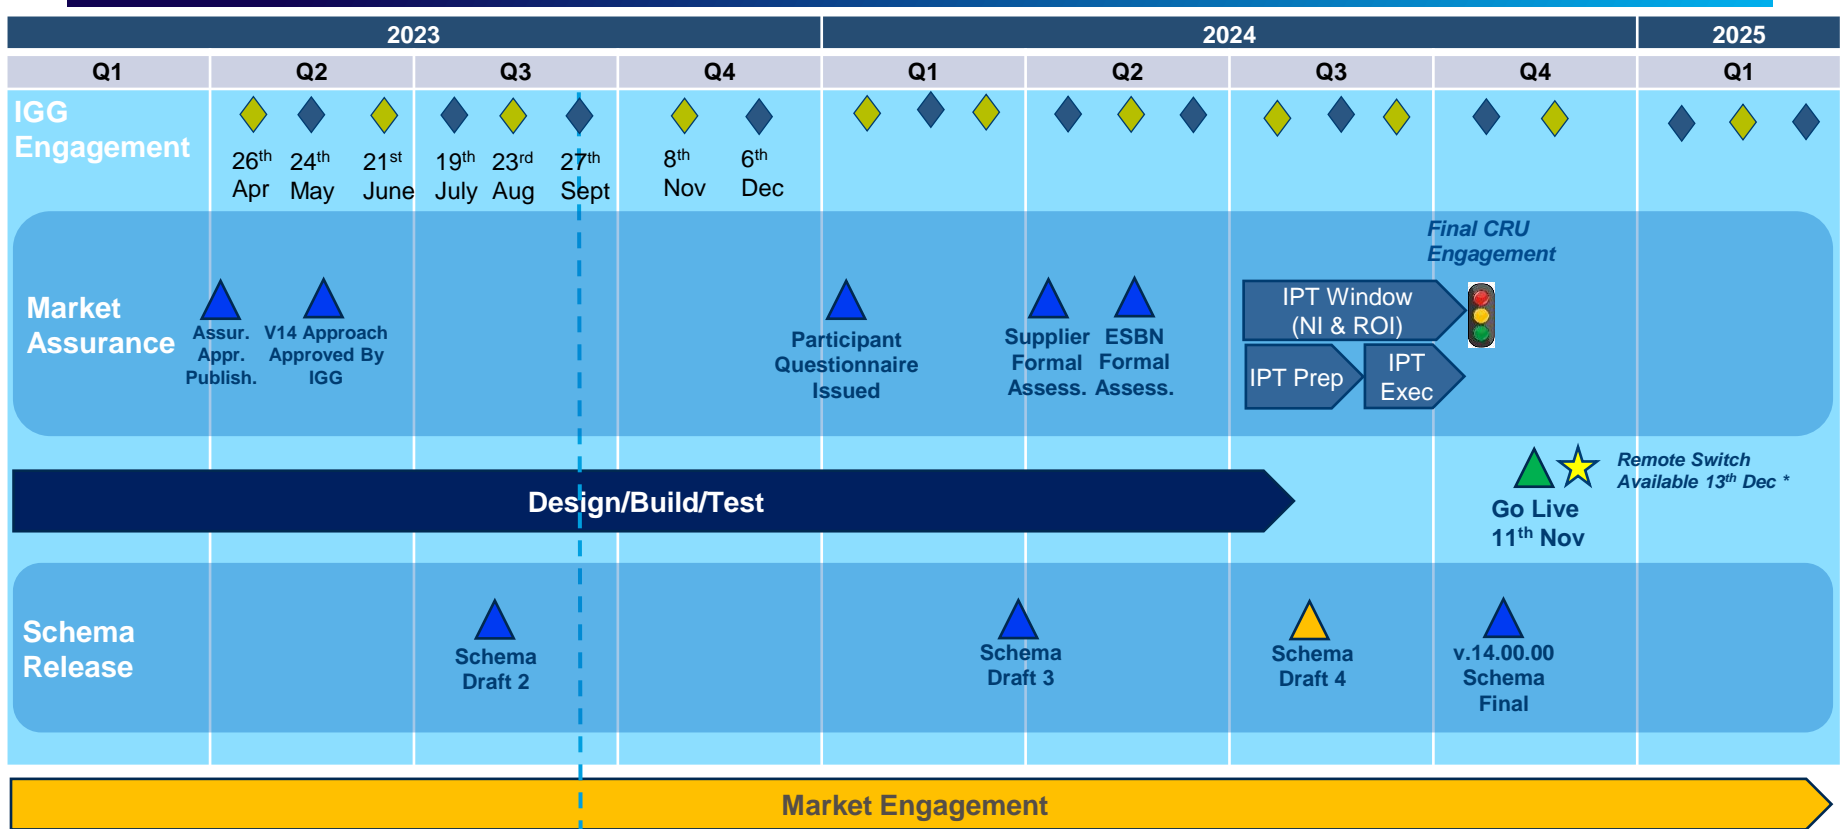 2023
2024
2025
Q1
Q2
Q3
Q4
Q1
Q2
Q3
Q4
Q1
IGG
Engagement
26th
Apr
24th
May
21st
June
19th
July
23rd
Aug
27th
Sept
8th
Nov
6th
Dec
Market
Assurance
Assur.
Appr.
Publish.
V14 Approach
Approved By
IGG
Participant
Questionnaire
Issued
Supplier
Formal
Assess.
ESBN
Formal
Assess.
Final CRU
Engagement
IPT Window
(NI & ROI)
IPT Prep
IPT
Exec
Design/Build/Test
Go Live
11th Nov
Remote Switch
Available 13th Dec *
Schema
Release
Schema
Draft 2
Schema
Draft 3
Schema
Draft 4
v.14.00.00
Schema
Final
Market Engagement